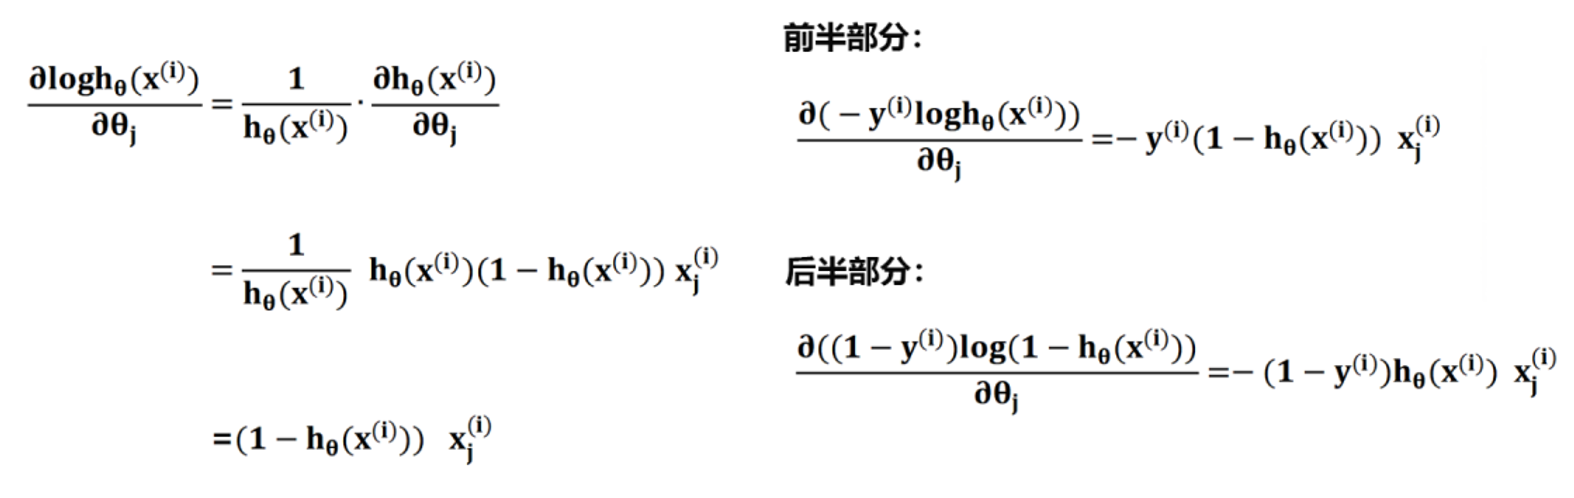 ∂logh_θ(x^(i)) / ∂θ_j = 1 / h_θ(x^(i)) · ∂h_θ(x^(i)) / ∂θ_j
= 1 / h_θ(x^(i)) h_θ(x^(i))(1 − h_θ(x^(i))) x_j^(i)
=(1 − h_θ(x^(i))) x_j^(i)
前半部分：
∂( − y^(i)logh_θ(x^(i))) / ∂θ_j =− y^(i)(1 − h_θ(x^(i))) x_j^(i)
后半部分：
∂((1 − y^(i))log(1 − h_θ(x^(i))) / ∂θ_j =− (1 − y^(i))h_θ(x^(i)) x_j^(i)